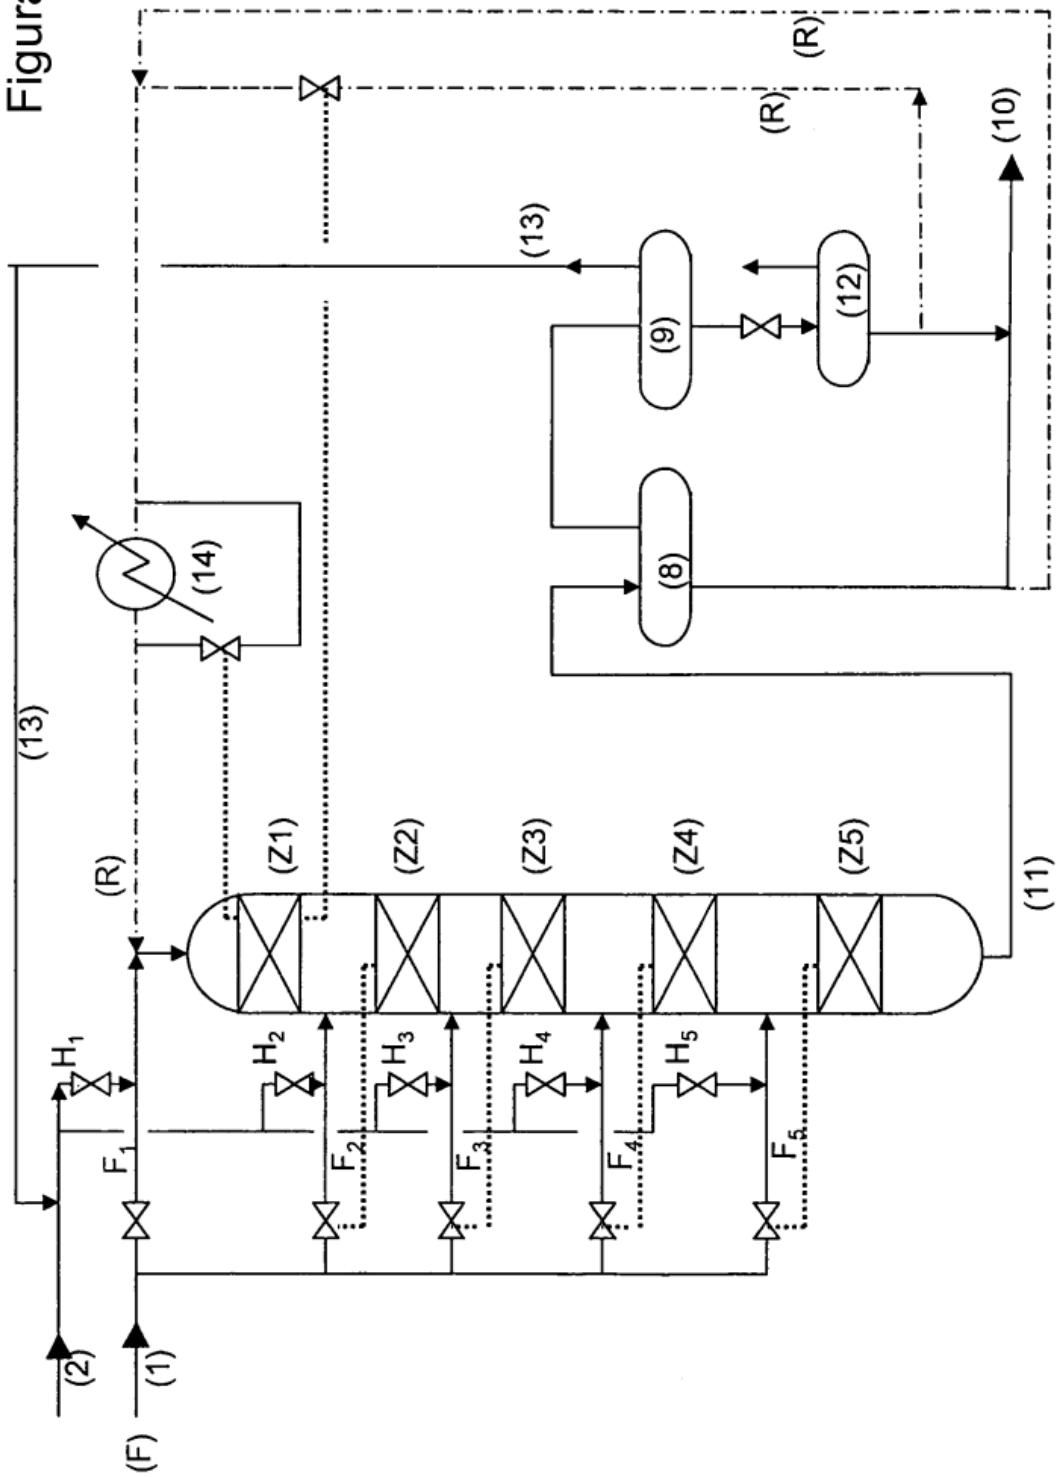 Figura
(R)
(R)
(10)
(13)
(9)
(12)
(14)
(8)
(13)
(R)
(Z1)
(Z2)
(Z3)
(Z4)
(Z5)
(11)
H1
H2
H3
H4
H5
F1
F2
F3
F4
F5
(2)
(1)
(F)